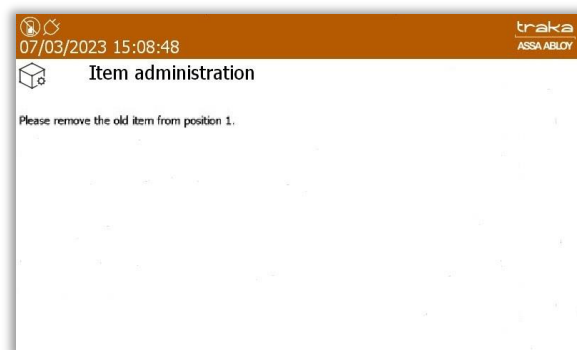 traka
07/03/2023 15:08:48
ASSA ABLOY
Item administration
Please remove the old item from position 1.